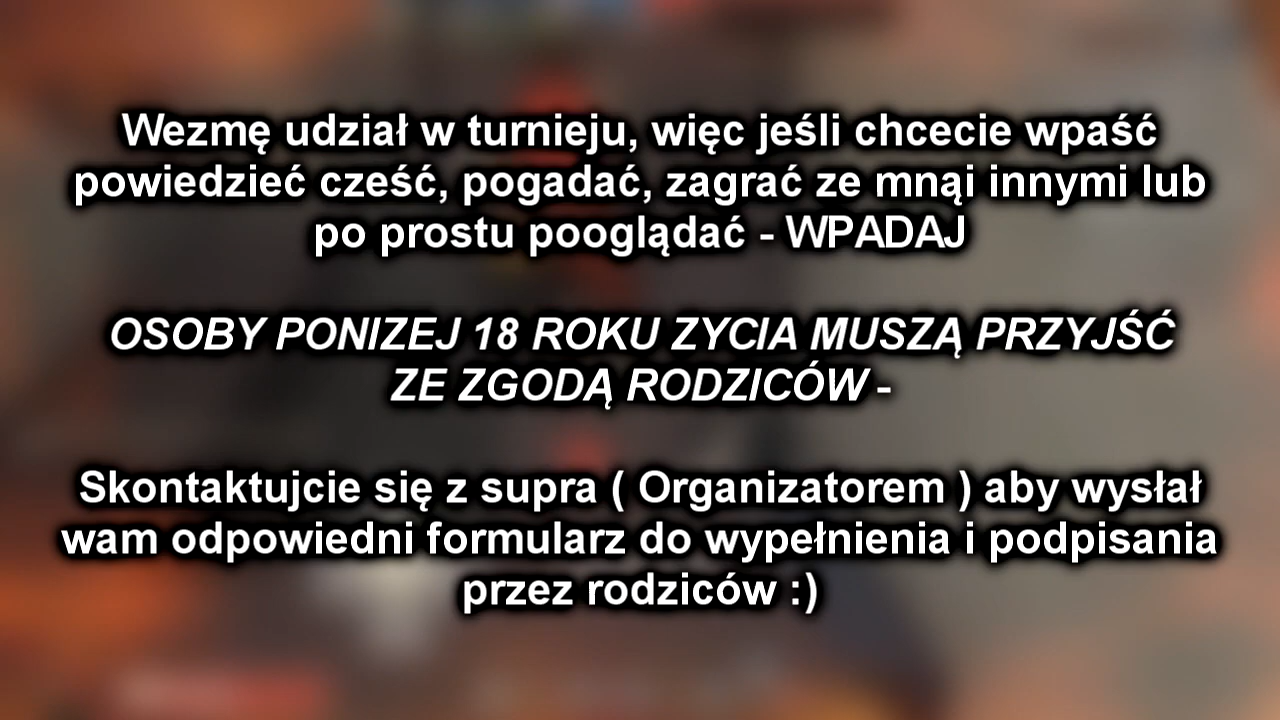 Wezmę udział w turnieju, więc jeśli chcecie wpaść
powiedzieć cześć, pogadać, zagrać ze mnąi innymi lub
po prostu pooglądać - WPADAJ
OSOBY PONIZEJ 18 ROKU ZYCIA MUSZĄ PRZYJŚĆ
ZE ZGODĄ RODZICÓW -
Skontaktujcie się z supra ( Organizatorem ) aby wysłał
wam odpowiedni formularz do wypełnienia i podpisania
przez rodziców :)